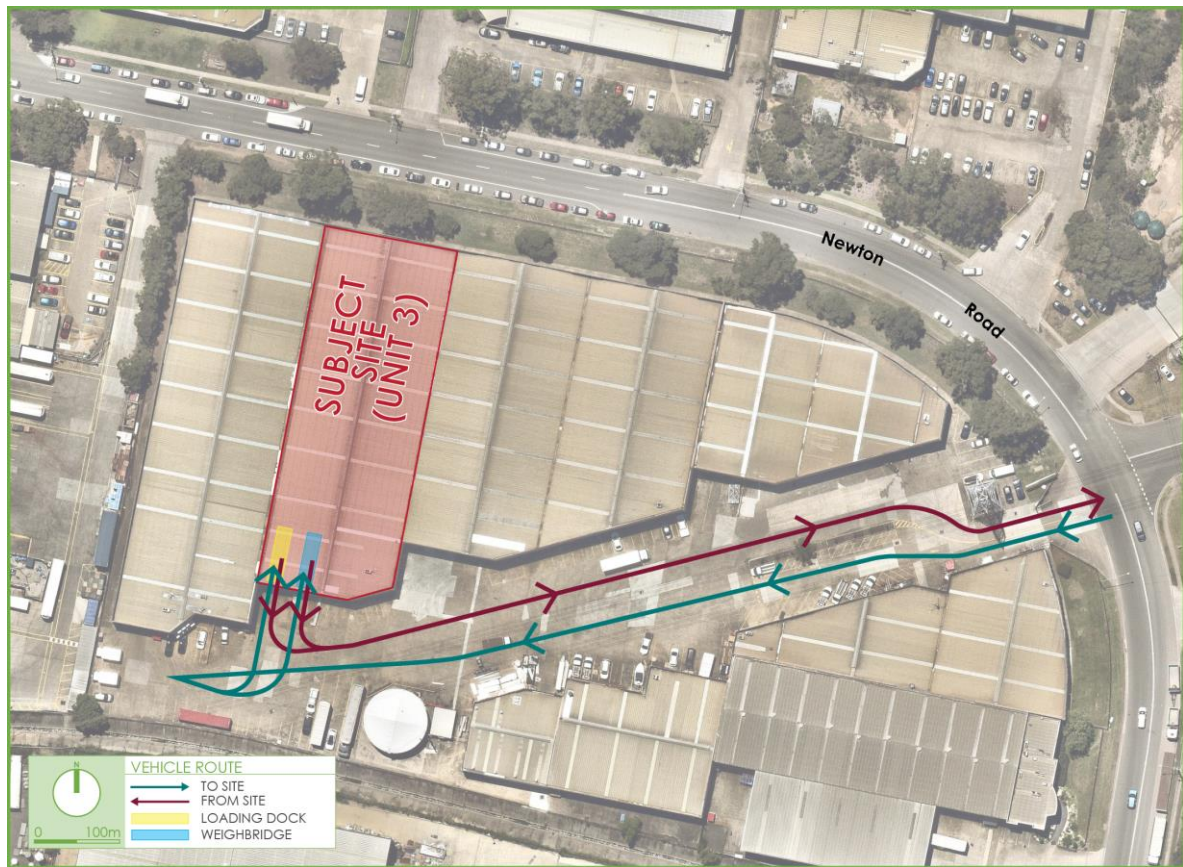 Newton
Road
SUBJECT
SITE
(UNIT 3)
N
0 100m
VEHICLE ROUTE
TO SITE
FROM SITE
LOADING DOCK
WEIGHBRIDGE